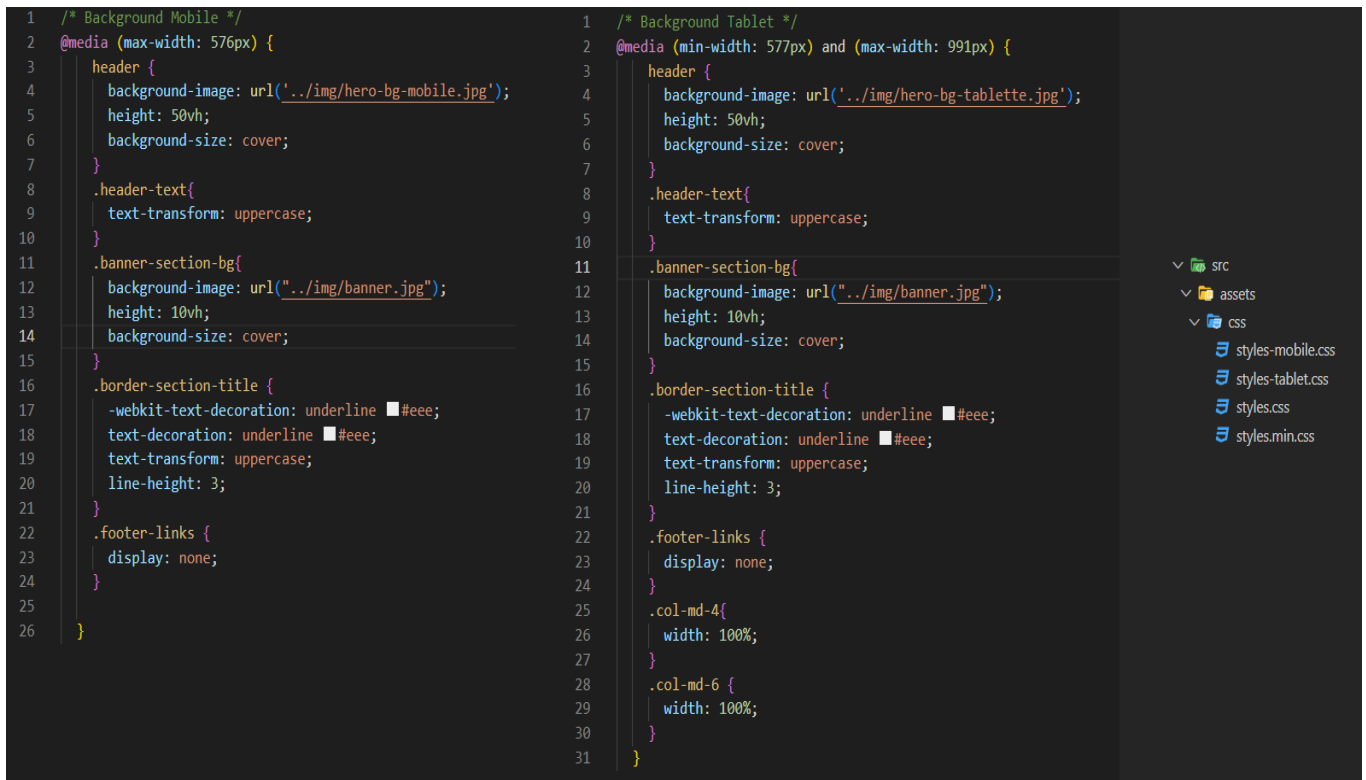 1 /* Background Mobile */
2 @media (max-width: 576px) {
3 header {
4 background-image: url('../img/hero-bg-mobile.jpg');
5 height: 50vh;
6 background-size: cover;
7 }
8 .header-text{
9 text-transform: uppercase;
10 }
11 .banner-section-bg{
12 background-image: url("../img/banner.jpg");
13 height: 10vh;
14 background-size: cover;
15 }
16 .border-section-title {
17 -webkit-text-decoration: underline #eee;
18 text-decoration: underline #eee;
19 text-transform: uppercase;
20 line-height: 3;
21 }
22 .footer-links {
23 display: none;
24 }
25
26 }
1 /* Background Tablet */
2 @media (min-width: 577px) and (max-width: 991px) {
3 header {
4 background-image: url('../img/hero-bg-tablette.jpg');
5 height: 50vh;
6 background-size: cover;
7 }
8 .header-text{
9 text-transform: uppercase;
10 }
11 .banner-section-bg{
12 background-image: url("../img/banner.jpg");
13 height: 10vh;
14 background-size: cover;
15 }
16 .border-section-title {
17 -webkit-text-decoration: underline #eee;
18 text-decoration: underline #eee;
19 text-transform: uppercase;
20 line-height: 3;
21 }
22 .footer-links {
23 display: none;
24 }
25 .col-md-4{
26 width: 100%;
27 }
28 .col-md-6 {
29 width: 100%;
30 }
31 }
src
assets
css
styles-mobile.css
styles-tablet.css
styles.css
styles.min.css